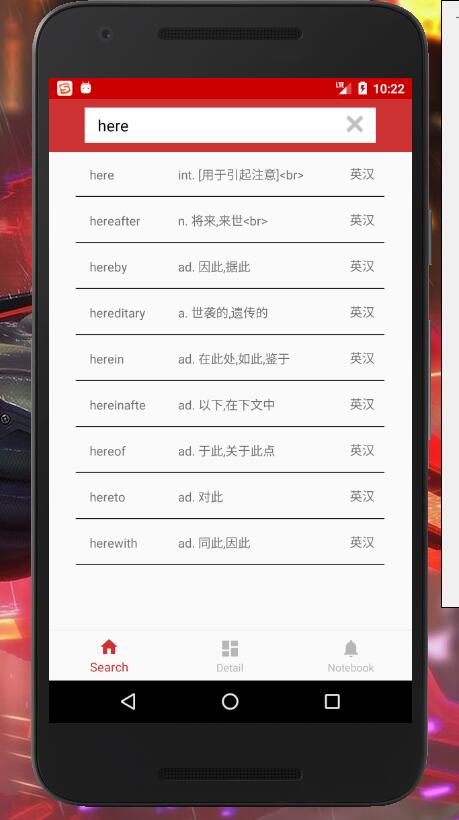 LTE 10:22
here
here int. [用于引起注意]<br> 英汉
hereafter n. 将来,来世<br> 英汉
hereby ad. 因此,据此 英汉
hereditary a. 世袭的,遗传的 英汉
herein ad. 在此处,如此,鉴于 英汉
hereinafte ad. 以下,在下文中 英汉
hereof ad. 于此,关于此点 英汉
hereto ad. 对此 英汉
herewith ad. 同此,因此 英汉
Search Detail Notebook